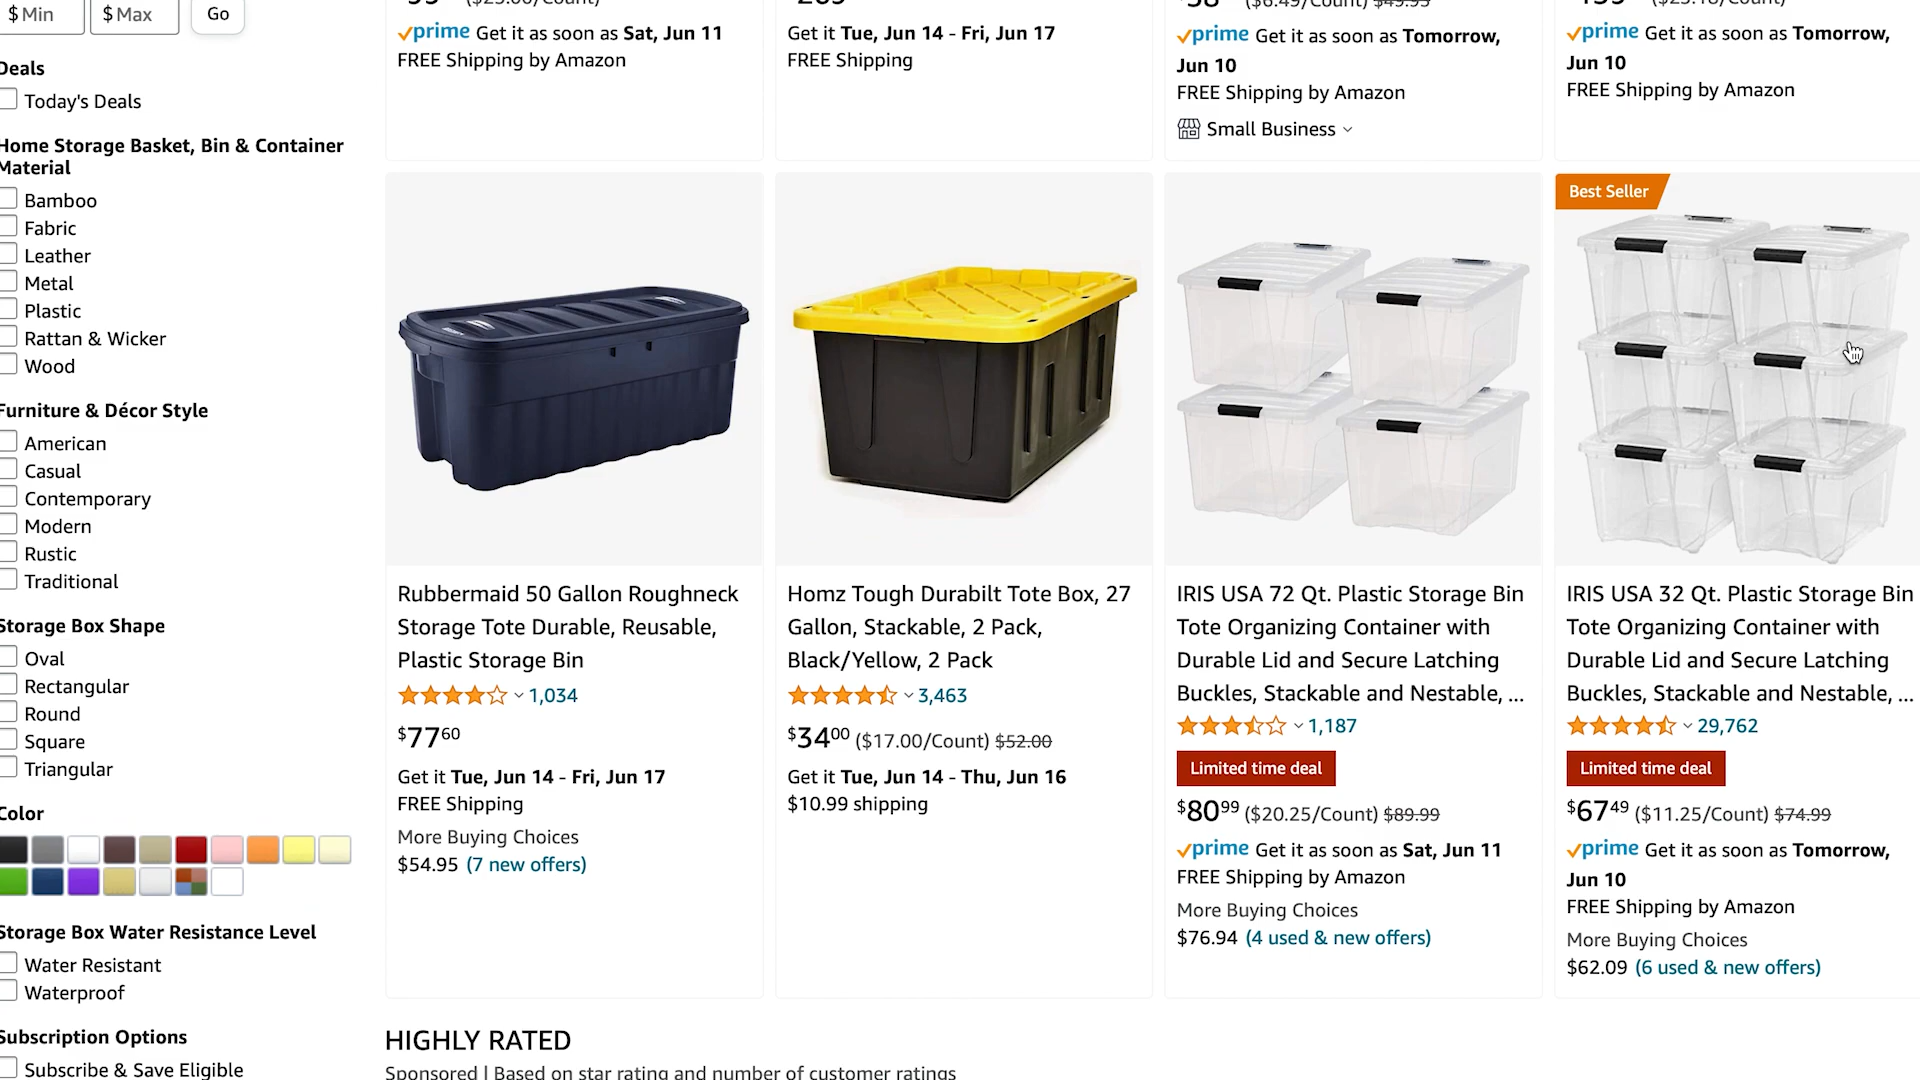 $ Min
$ Max
Go
Deals
Today's Deals
Home Storage Basket, Bin & Container
Material
Bamboo
Fabric
Leather
Metal
Plastic
Rattan & Wicker
Wood
Furniture & Décor Style
American
Casual
Contemporary
Modern
Rustic
Traditional
Storage Box Shape
Oval
Rectangular
Round
Square
Triangular
Color
Storage Box Water Resistance Level
Water Resistant
Waterproof
Subscription Options
Subscribe & Save Eligible
prime Get it as soon as Sat, Jun 11
FREE Shipping by Amazon
Get it Tue, Jun 14 - Fri, Jun 17
FREE Shipping
($6.49/Count) $49.95
prime Get it as soon as Tomorrow,
Jun 10
FREE Shipping by Amazon
Small Business
prime Get it as soon as Tomorrow,
Jun 10
FREE Shipping by Amazon
Rubbermaid 50 Gallon Roughneck
Storage Tote Durable, Reusable,
Plastic Storage Bin
1,034
$7760
Get it Tue, Jun 14 - Fri, Jun 17
FREE Shipping
More Buying Choices
$54.95 (7 new offers)
Homz Tough Durabilt Tote Box, 27
Gallon, Stackable, 2 Pack,
Black/Yellow, 2 Pack
3,463
$3400 ($17.00/Count) $52.00
Get it Tue, Jun 14 - Thu, Jun 16
$10.99 shipping
IRIS USA 72 Qt. Plastic Storage Bin
Tote Organizing Container with
Durable Lid and Secure Latching
Buckles, Stackable and Nestable, ...
1,187
Limited time deal
$8099 ($20.25/Count) $89.99
prime Get it as soon as Sat, Jun 11
FREE Shipping by Amazon
More Buying Choices
$76.94 (4 used & new offers)
Best Seller
IRIS USA 32 Qt. Plastic Storage Bin
Tote Organizing Container with
Durable Lid and Secure Latching
Buckles, Stackable and Nestable, ...
29,762
Limited time deal
$6749 ($11.25/Count) $74.99
prime Get it as soon as Tomorrow,
Jun 10
FREE Shipping by Amazon
More Buying Choices
$62.09 (6 used & new offers)
HIGHLY RATED
Sponsored | Based on star rating and number of customer ratings